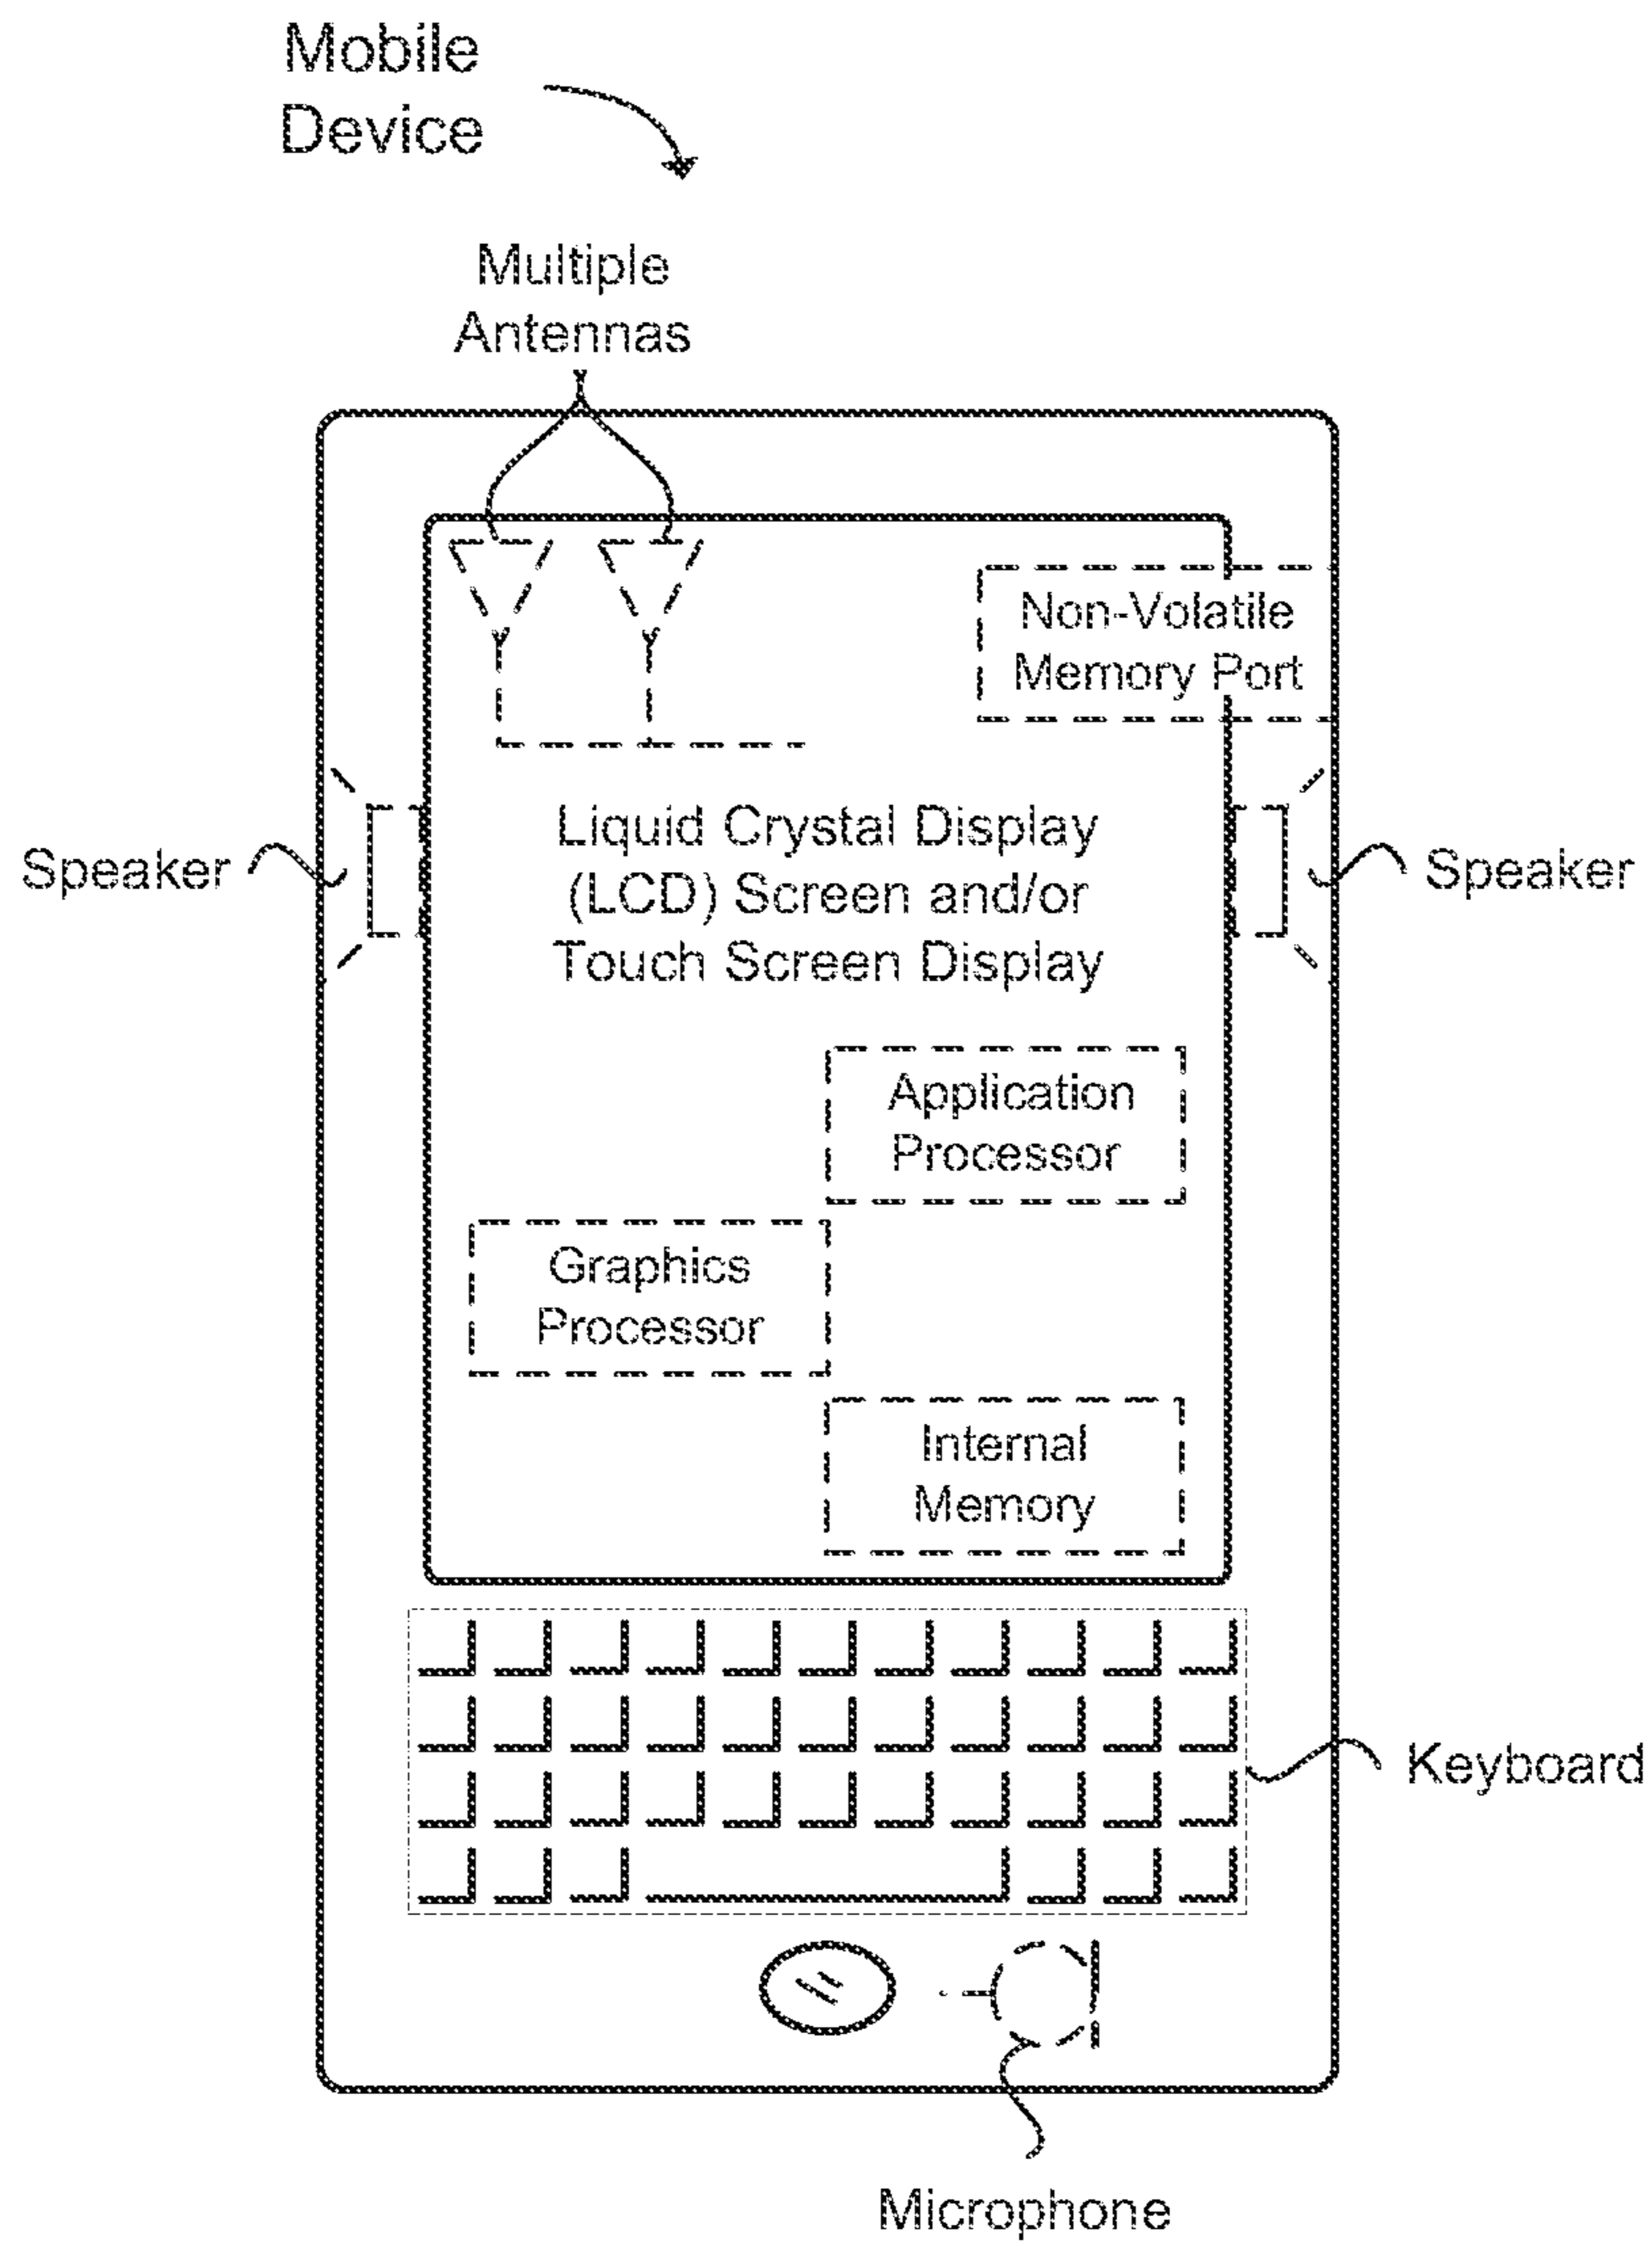 Mobile
Device
Multiple
Antennas
Non-Volatile
Memory Port
Speaker
Liquid Crystal Display
(LCD) Screen and/or
Touch Screen Display
Speaker
Application
Processor
Graphics
Processor
Internal
Memory
Keyboard
Microphone